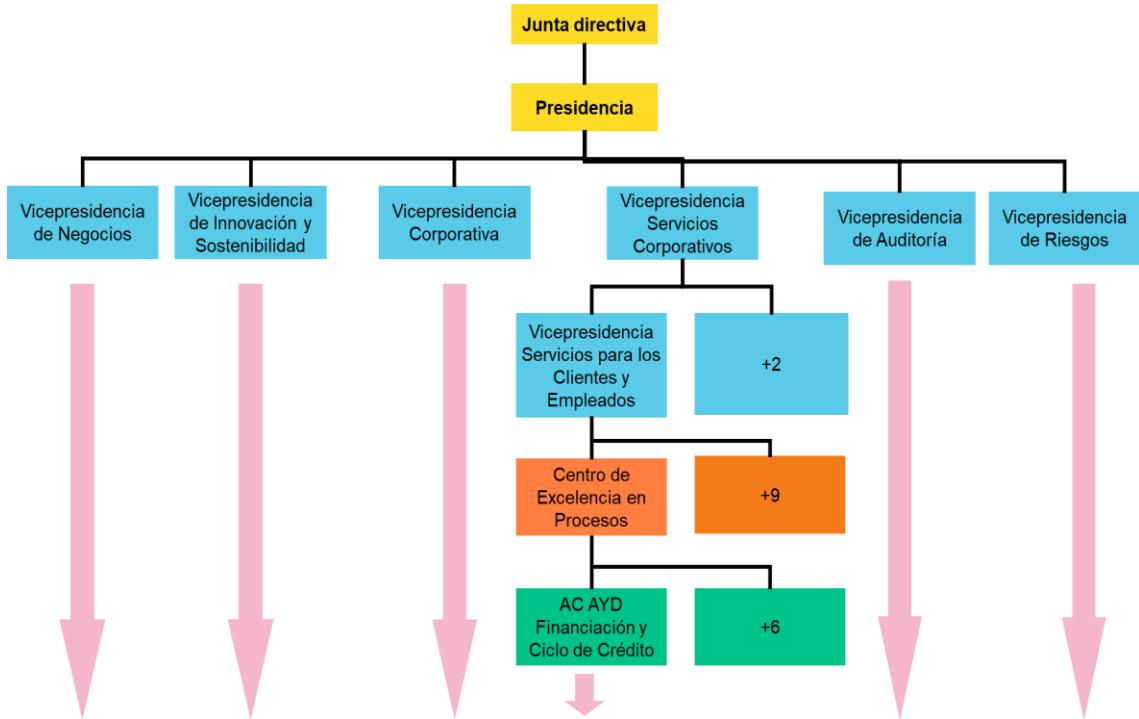 Junta directiva
Presidencia
Vicepresidencia
de Negocios
Vicepresidencia
de Innovación y
Sostenibilidad
Vicepresidencia
Corporativa
Vicepresidencia
Servicios
Corporativos
Vicepresidencia
de Auditoría
Vicepresidencia
de Riesgos
Vicepresidencia
Servicios para los
Clientes y
Empleados
+2
Centro de
Excelencia en
Procesos
+9
AC AYD
Financiación y
Ciclo de Crédito
+6